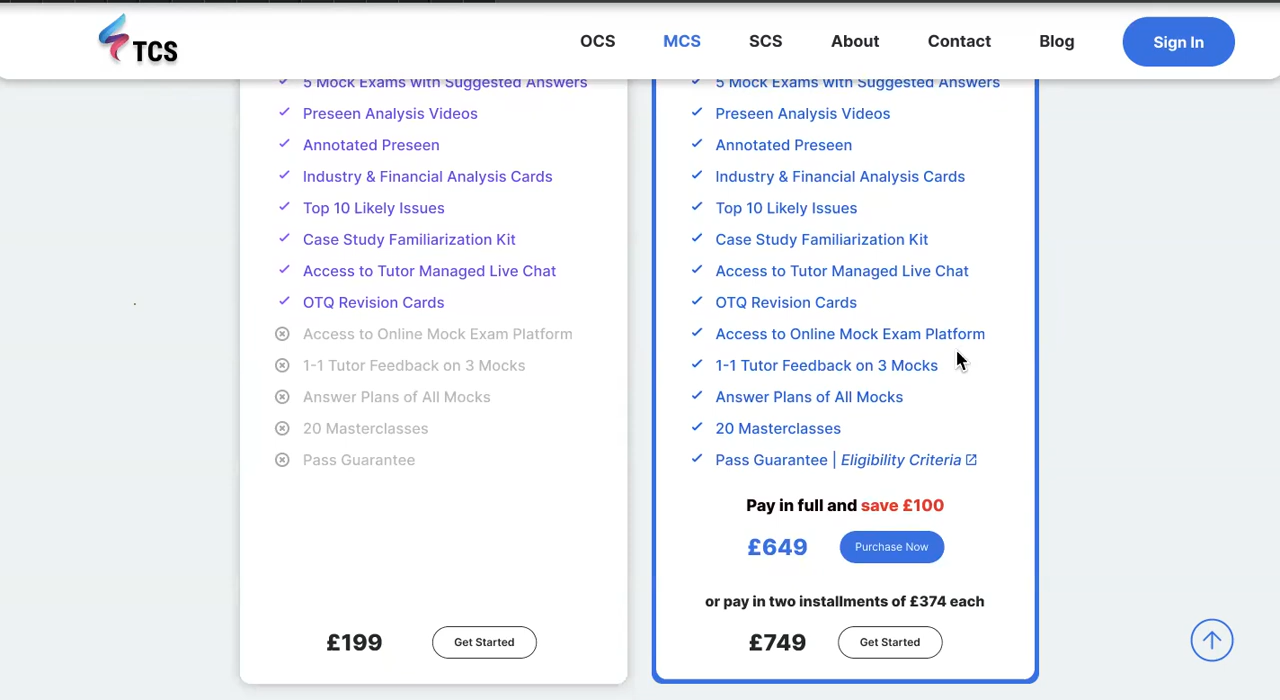 TCS
OCS
MCS
SCS
About
Contact
Blog
Sign In
5 Mock Exams with Suggested Answers
Preseen Analysis Videos
Annotated Preseen
Industry & Financial Analysis Cards
Top 10 Likely Issues
Case Study Familiarization Kit
Access to Tutor Managed Live Chat
OTQ Revision Cards
Access to Online Mock Exam Platform
1-1 Tutor Feedback on 3 Mocks
Answer Plans of All Mocks
20 Masterclasses
Pass Guarantee
£199
Get Started
5 Mock Exams with Suggested Answers
Preseen Analysis Videos
Annotated Preseen
Industry & Financial Analysis Cards
Top 10 Likely Issues
Case Study Familiarization Kit
Access to Tutor Managed Live Chat
OTQ Revision Cards
Access to Online Mock Exam Platform
1-1 Tutor Feedback on 3 Mocks
Answer Plans of All Mocks
20 Masterclasses
Pass Guarantee | Eligibility Criteria
Pay in full and save £100
£649
Purchase Now
or pay in two installments of £374 each
£749
Get Started